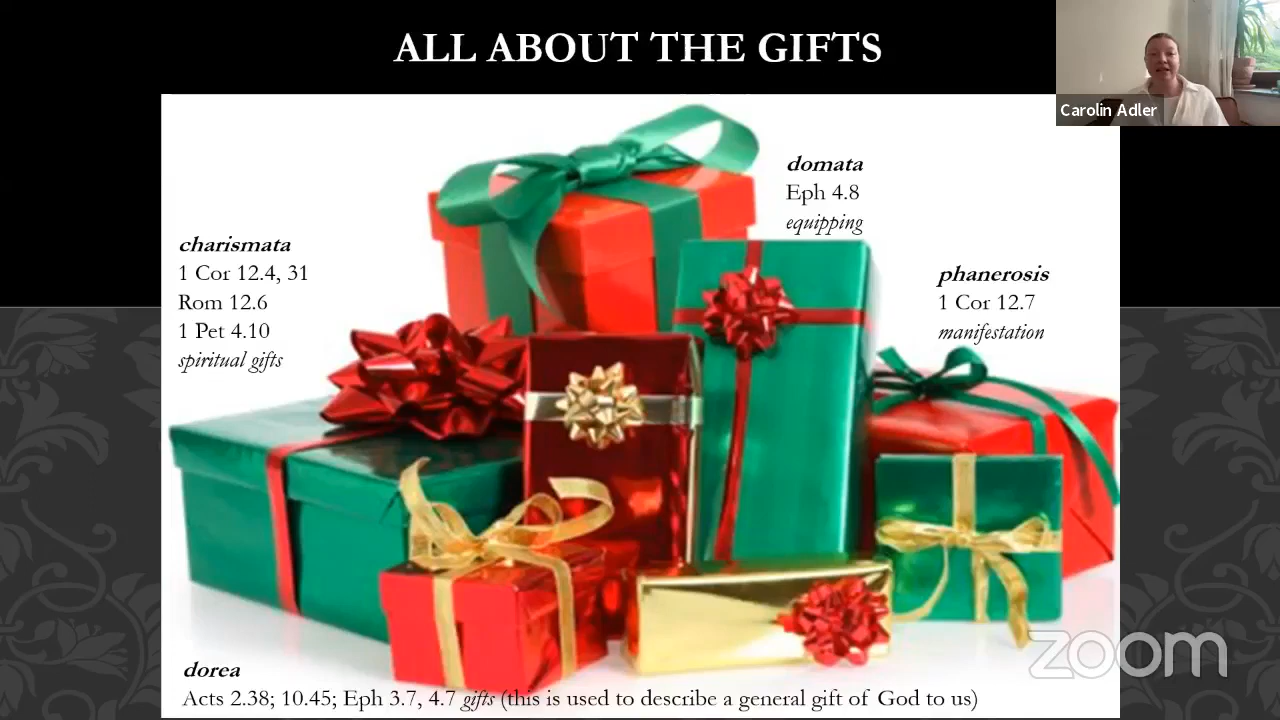 ALL ABOUT THE GIFTS
Carolin Adler
domata
Eph 4.8
equipping
charismata
1 Cor 12.4, 31
Rom 12.6
1 Pet 4.10
spiritual gifts
phanerosis
1 Cor 12.7
manifestation
zoom
dorea
Acts 2.38; 10.45; Eph 3.7, 4.7 gifts (this is used to describe a general gift of God to us)